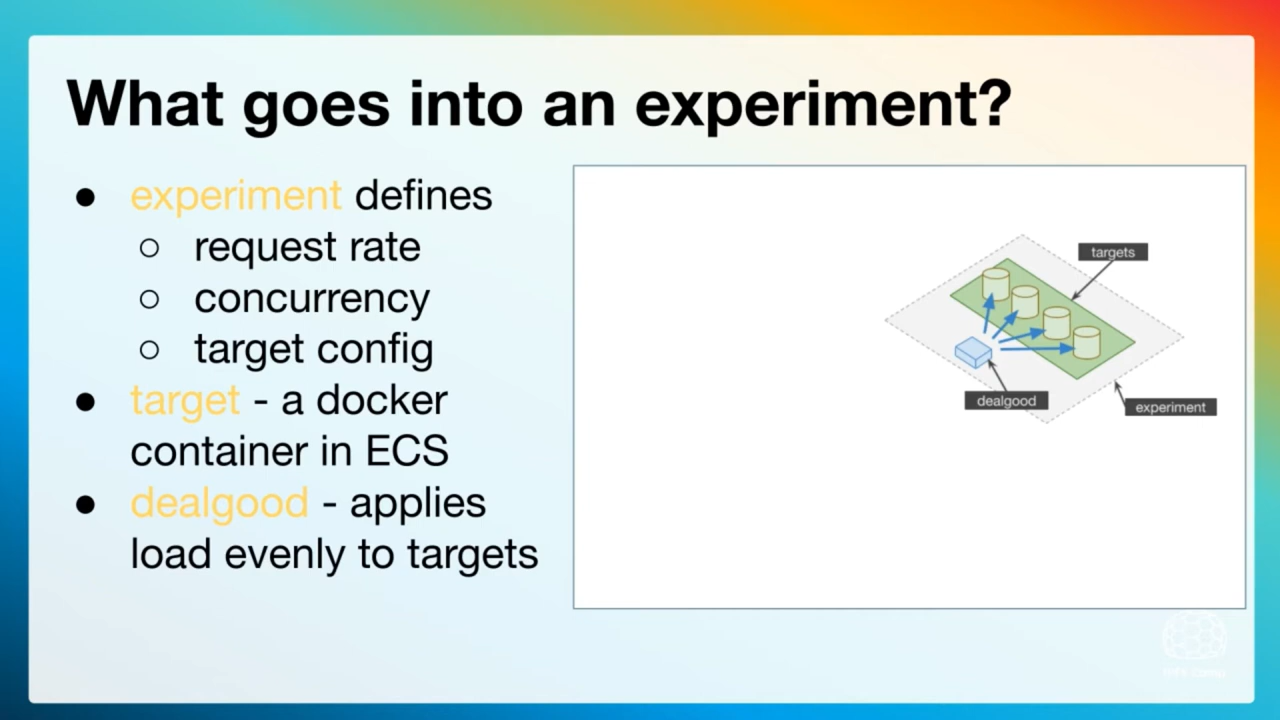 What goes into an experiment?
● experiment defines
○ request rate
○ concurrency
○ target config
● target - a docker
container in ECS
● dealgood - applies
load evenly to targets
targets
dealgood
experiment